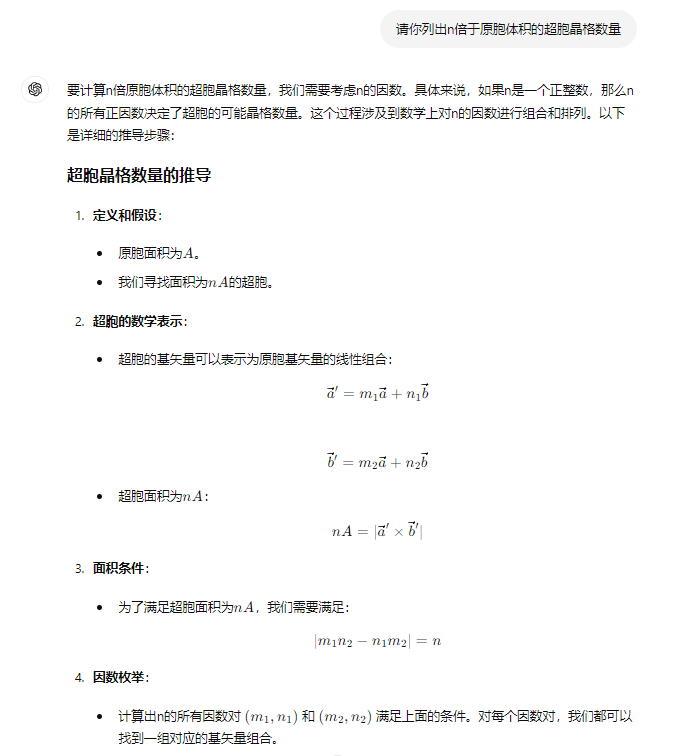 请你列出n倍于原胞体积的超胞晶格数量
要计算n倍原胞体积的超胞晶格数量，我们需要考虑n的因数。具体来说，如果n是一个正整数，那么n
的所有正因数决定了超胞的可能晶格数量。这个过程涉及到数学上对n的因数进行组合和排列。以下
是详细的推导步骤：
超胞晶格数量的推导
1. 定义和假设：
• 原胞面积为A。
• 我们寻找面积为nA的超胞。
2. 超胞的数学表示：
• 超胞的基矢量可以表示为原胞基矢量的线性组合：
$\vec{a}' = m_1\vec{a} + n_1\vec{b}$
$\vec{b}' = m_2\vec{a} + n_2\vec{b}$
• 超胞面积为nA：
$nA = |\vec{a}' \times \vec{b}'|$
3. 面积条件：
• 为了满足超胞面积为nA，我们需要满足：
$|m_1n_2 - n_1m_2| = n$
4. 因数枚举：
• 计算出n的所有因数对 $(m_1, n_1)$ 和 $(m_2, n_2)$ 满足上面的条件。对每个因数对，我们都可以
找到一组对应的基矢量组合。